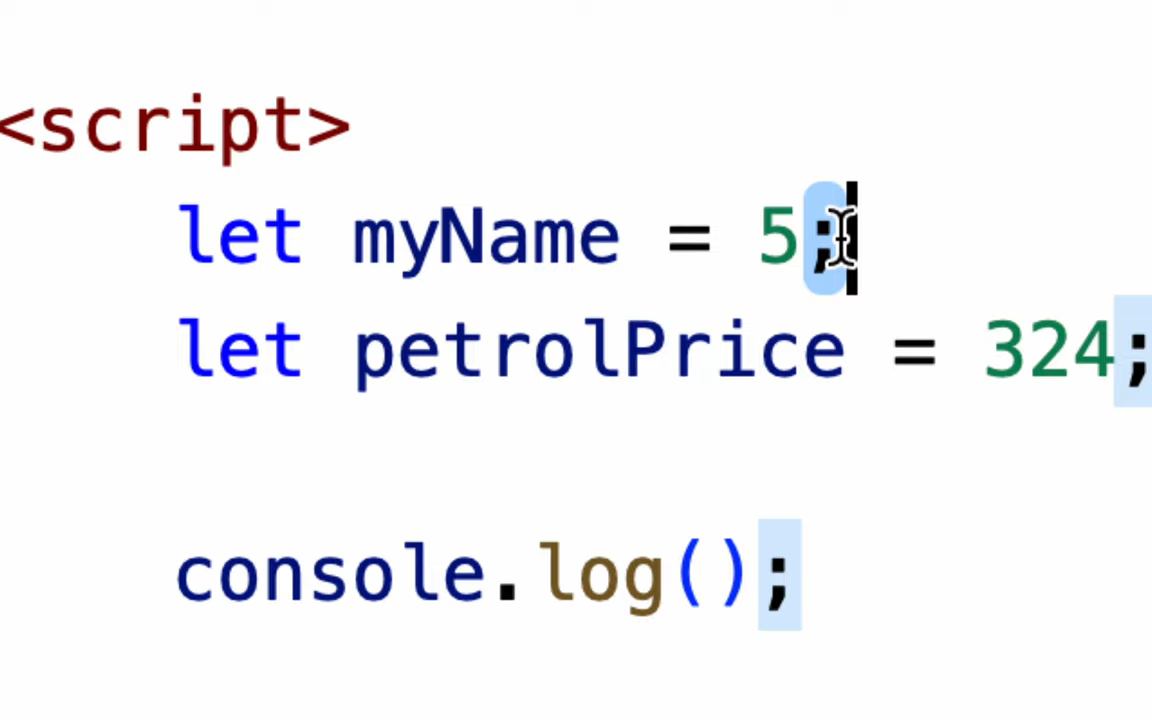 <script>
let myName = 5;
let petrolPrice = 324;
console.log();